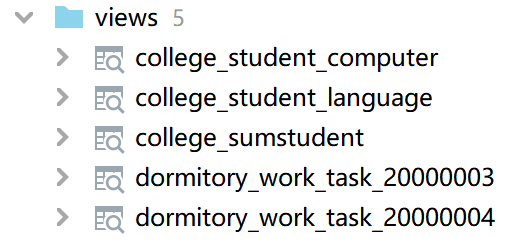 views 5
college_student_computer
college_student_language
college_sumstudent
dormitory_work_task_20000003
dormitory_work_task_20000004